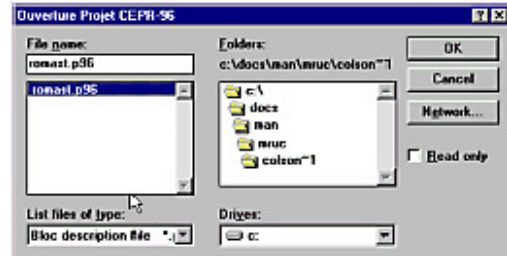 Ouverture Projet CEPR-96
File name:
romast.p96
romast.p96
List files of type:
Bloc description file *.
Folders:
c:\docs\man\mruc\colson~1
c:\
docs
man
mruc
colson~1
Drives:
c:
OK
Cancel
Network...
Read only